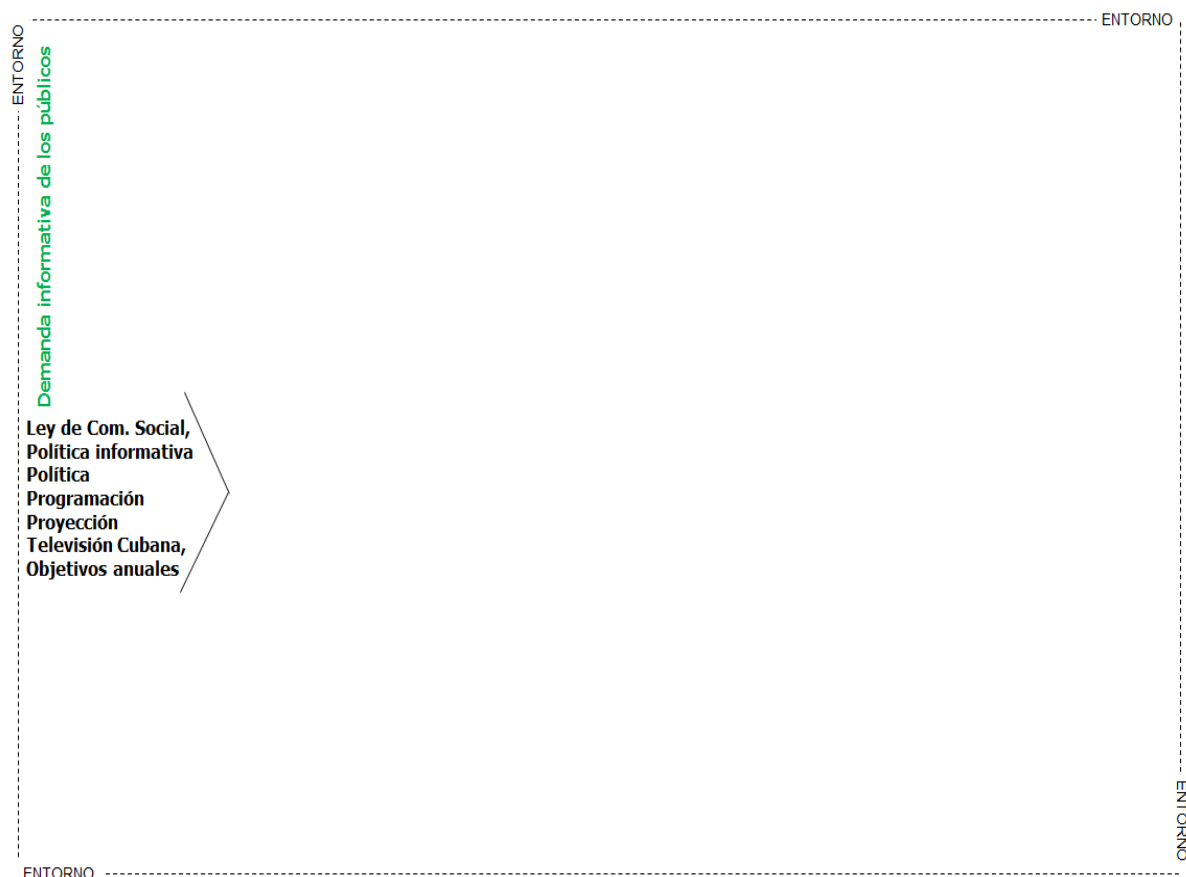 ENTORNO
ENTORNO
Demanda informativa de los públicos
Ley de Com. Social,
Política informativa
Política
Programación
Proyección
Televisión Cubana,
Objetivos anuales
ENTORNO
ENTORNO